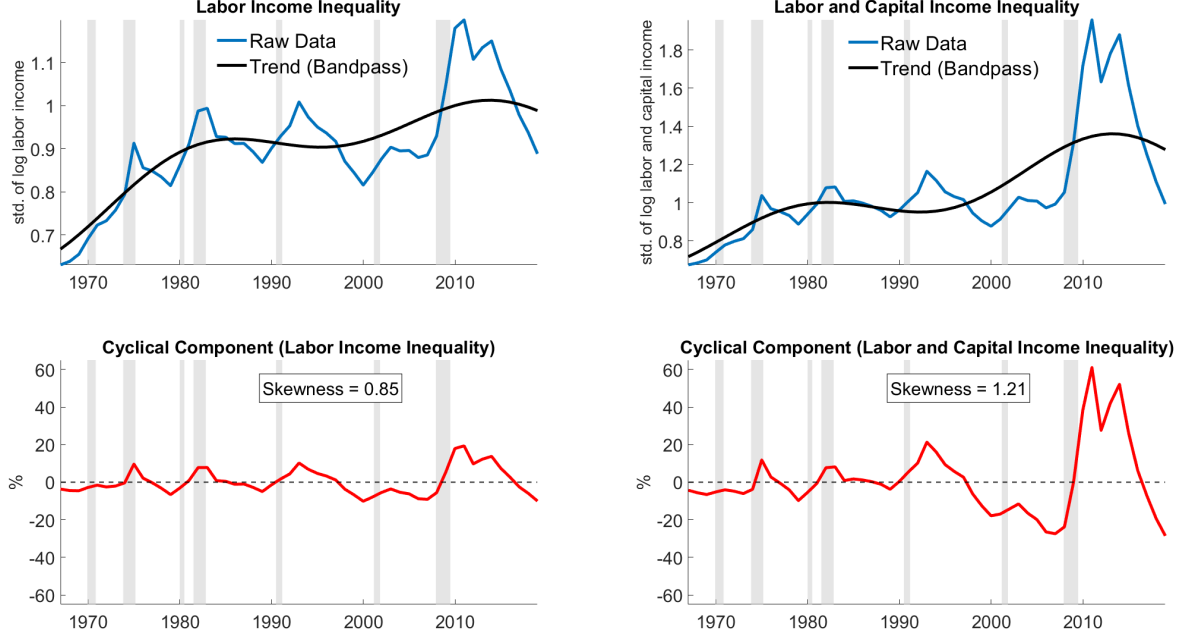 Labor Income Inequality
std. of log labor income
1.1
1
0.9
0.8
0.7
Raw Data
Trend (Bandpass)
1970 1980 1990 2000 2010
Labor and Capital Income Inequality
std. of log labor and capital income
1.8
1.6
1.4
1.2
1
0.8
Raw Data
Trend (Bandpass)
1970 1980 1990 2000 2010
Cyclical Component (Labor Income Inequality)
%
60
40
20
0
-20
-40
-60
Skewness = 0.85
1970 1980 1990 2000 2010
Cyclical Component (Labor and Capital Income Inequality)
%
60
40
20
0
-20
-40
-60
Skewness = 1.21
1970 1980 1990 2000 2010